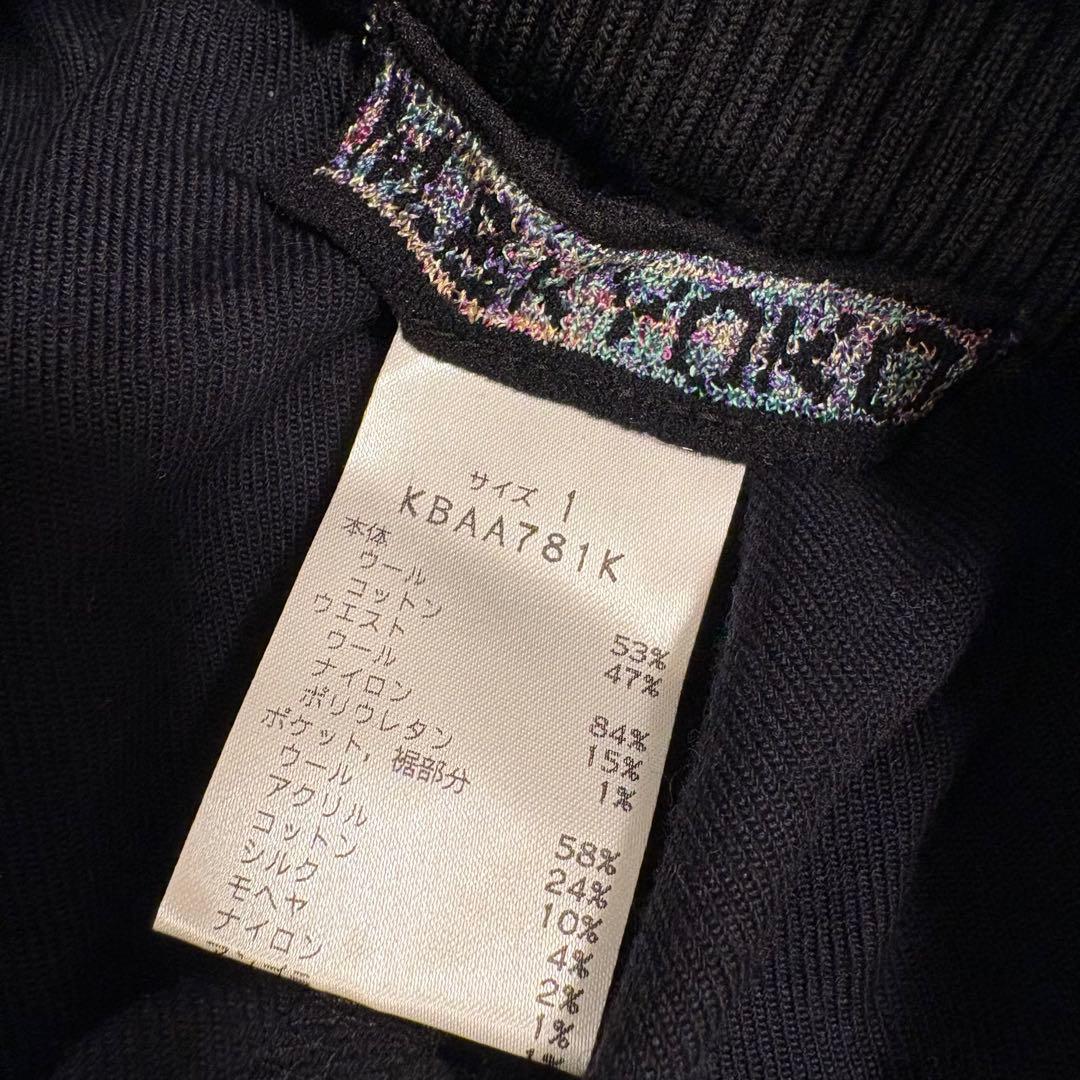 サイズ 1
KBAA781K
本体
ウール 53%
コットン 47%
ウエスト
ウール 84%
ナイロン 15%
ポリウレタン 1%
ポケット, 裾部分
ウール 58%
アクリル 24%
コットン 10%
シルク 4%
モヘヤ 2%
ナイロン 1%